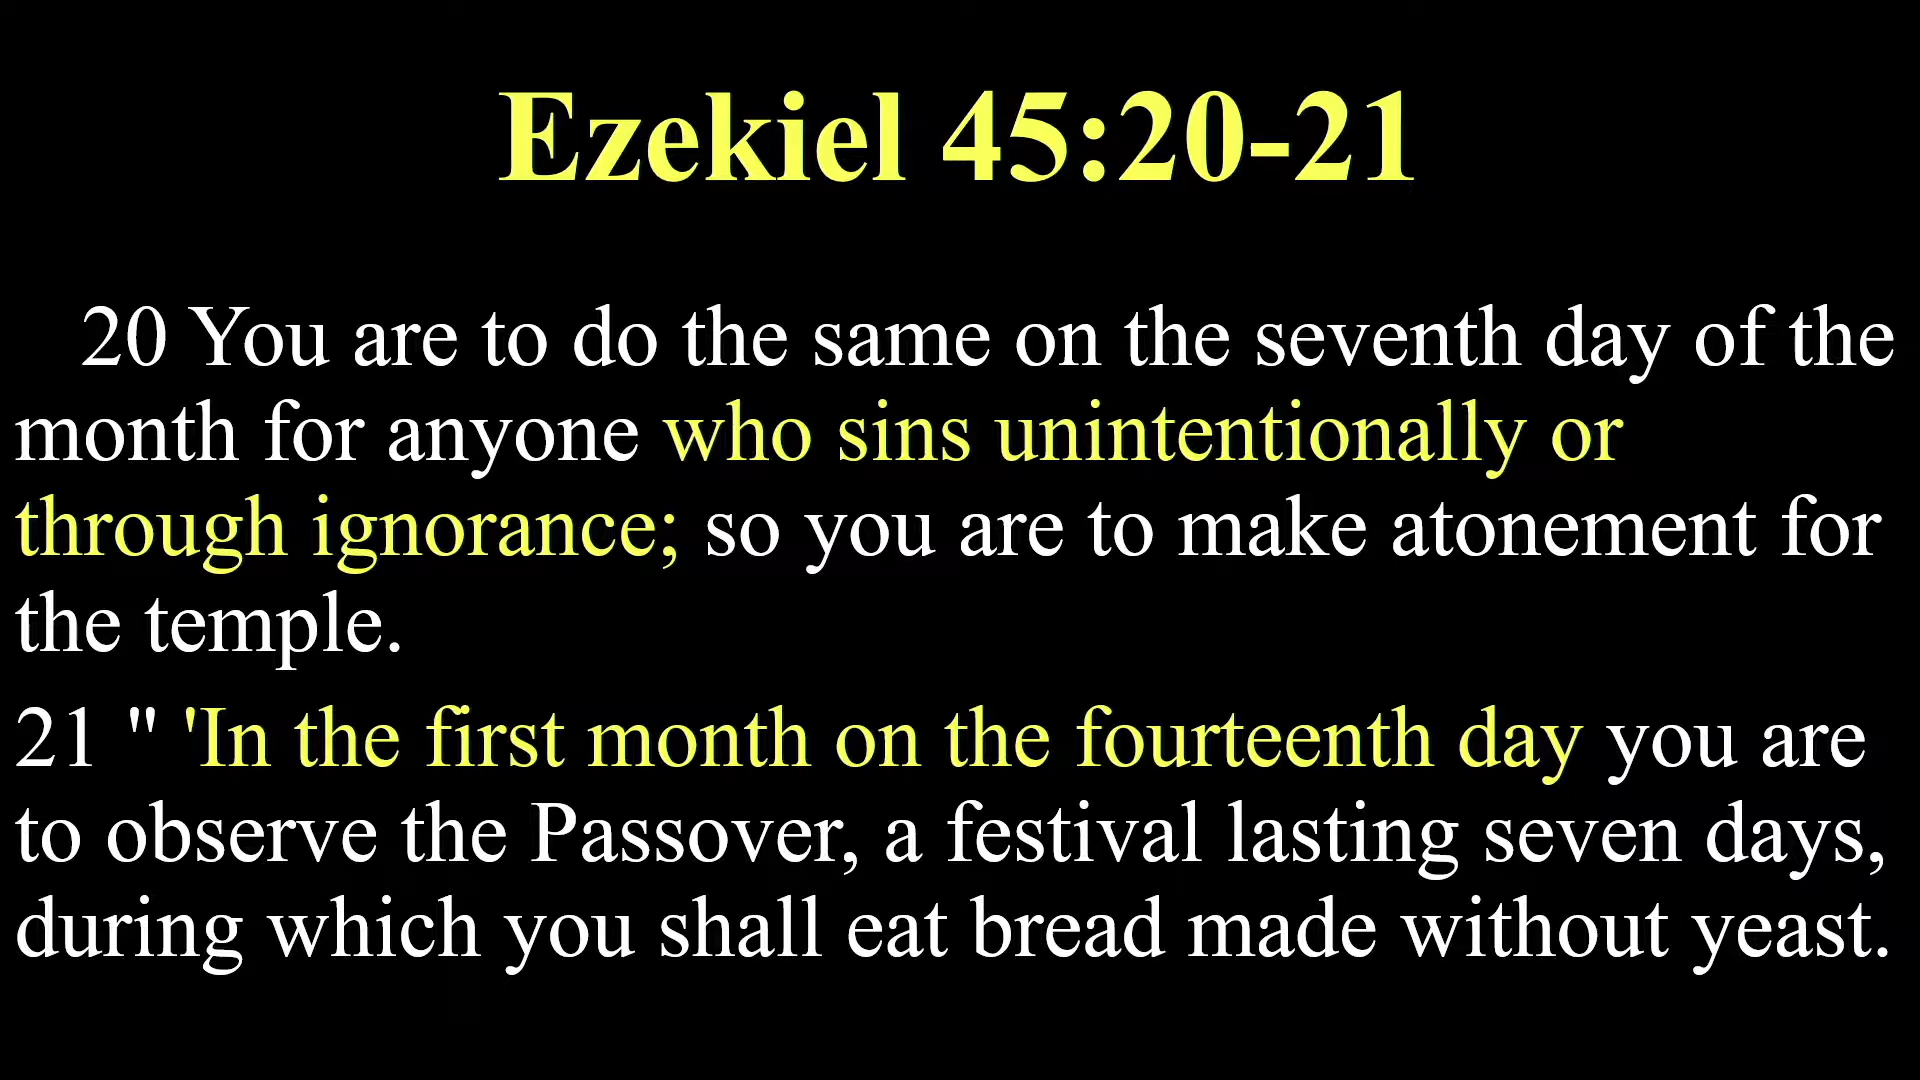 Ezekiel 45:20-21
20 You are to do the same on the seventh day of the
month for anyone who sins unintentionally or
through ignorance; so you are to make atonement for
the temple.
21 " 'In the first month on the fourteenth day you are
to observe the Passover, a festival lasting seven days,
during which you shall eat bread made without yeast.